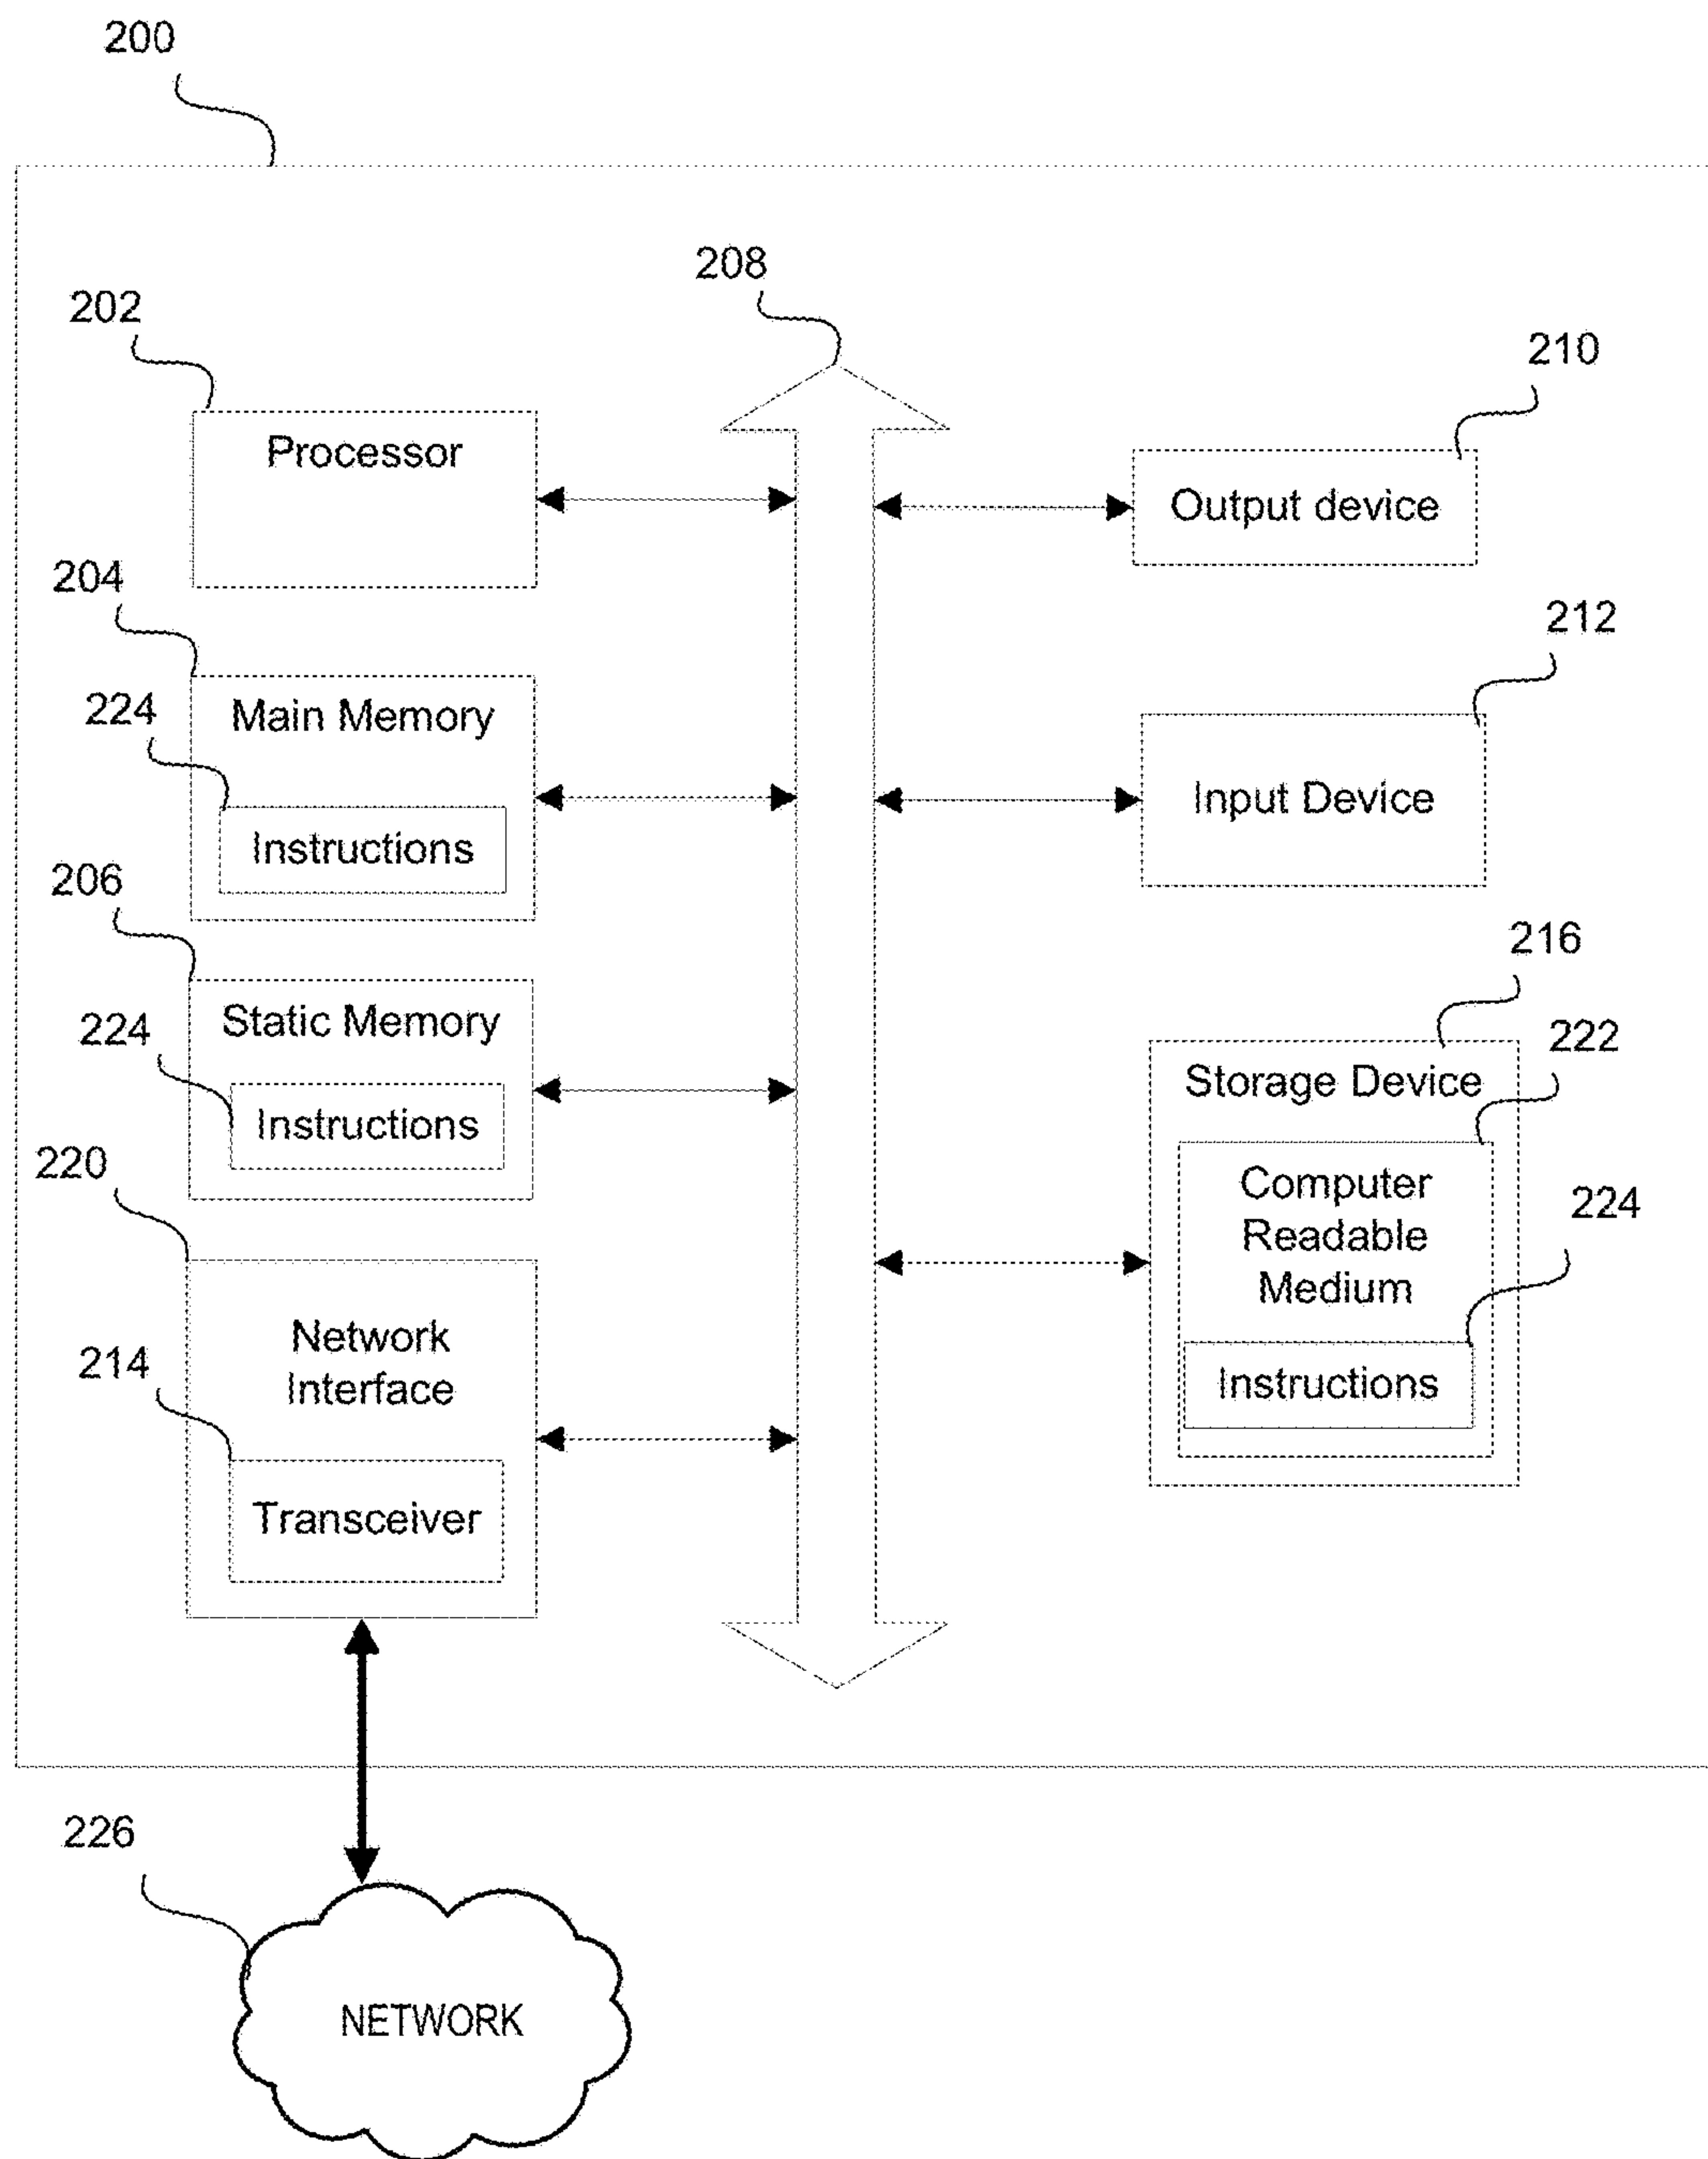 200
208
202
210
Processor
Output device
204
212
224
Main Memory
Input Device
Instructions
206
216
224
Static Memory
222
Storage Device
Instructions
220
Computer
Readable
Medium
224
Network
Interface
214
Instructions
Transceiver
226
NETWORK